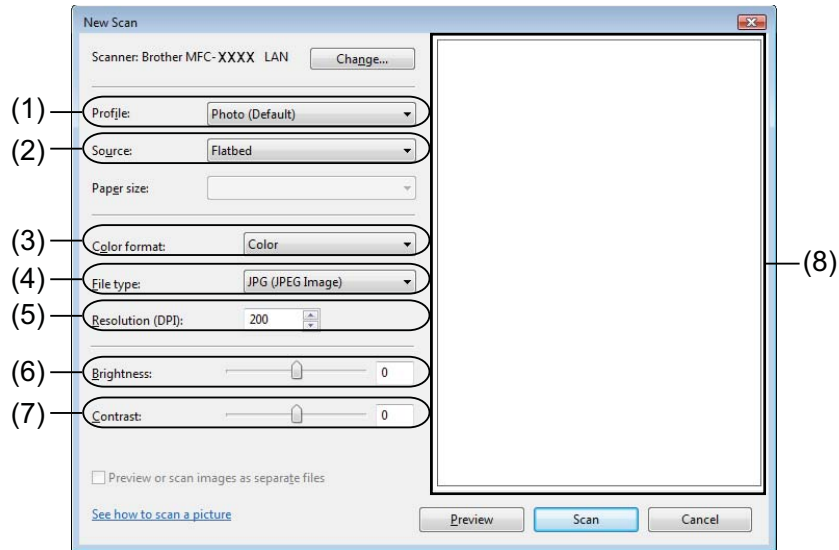 New Scan
Scanner: Brother MFC-XXXX LAN Change...
(1) Profile: Photo (Default)
(2) Source: Flatbed
Paper size:
(3) Color format: Color
(4) File type: JPG (JPEG Image)
(8)
(5) Resolution (DPI): 200
(6) Brightness: 0
(7) Contrast: 0
Preview or scan images as separate files
See how to scan a picture Preview Scan Cancel